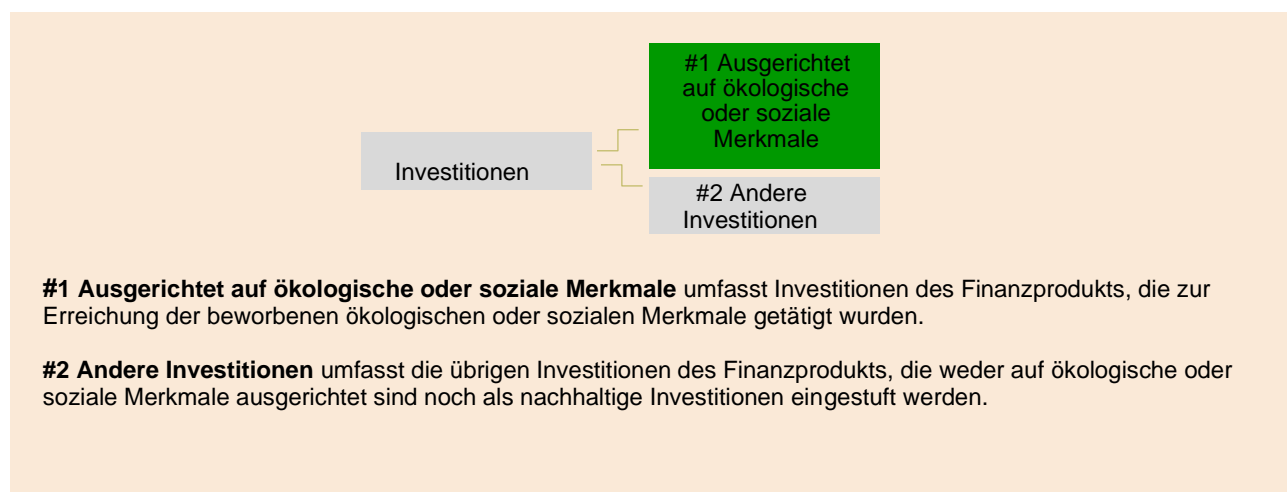 #1 Ausgerichtet
auf ökologische
oder soziale
Merkmale
Investitionen
#2 Andere
Investitionen
#1 Ausgerichtet auf ökologische oder soziale Merkmale umfasst Investitionen des Finanzprodukts, die zur
Erreichung der beworbenen ökologischen oder sozialen Merkmale getätigt wurden.
#2 Andere Investitionen umfasst die übrigen Investitionen des Finanzprodukts, die weder auf ökologische oder
soziale Merkmale ausgerichtet sind noch als nachhaltige Investitionen eingestuft werden.